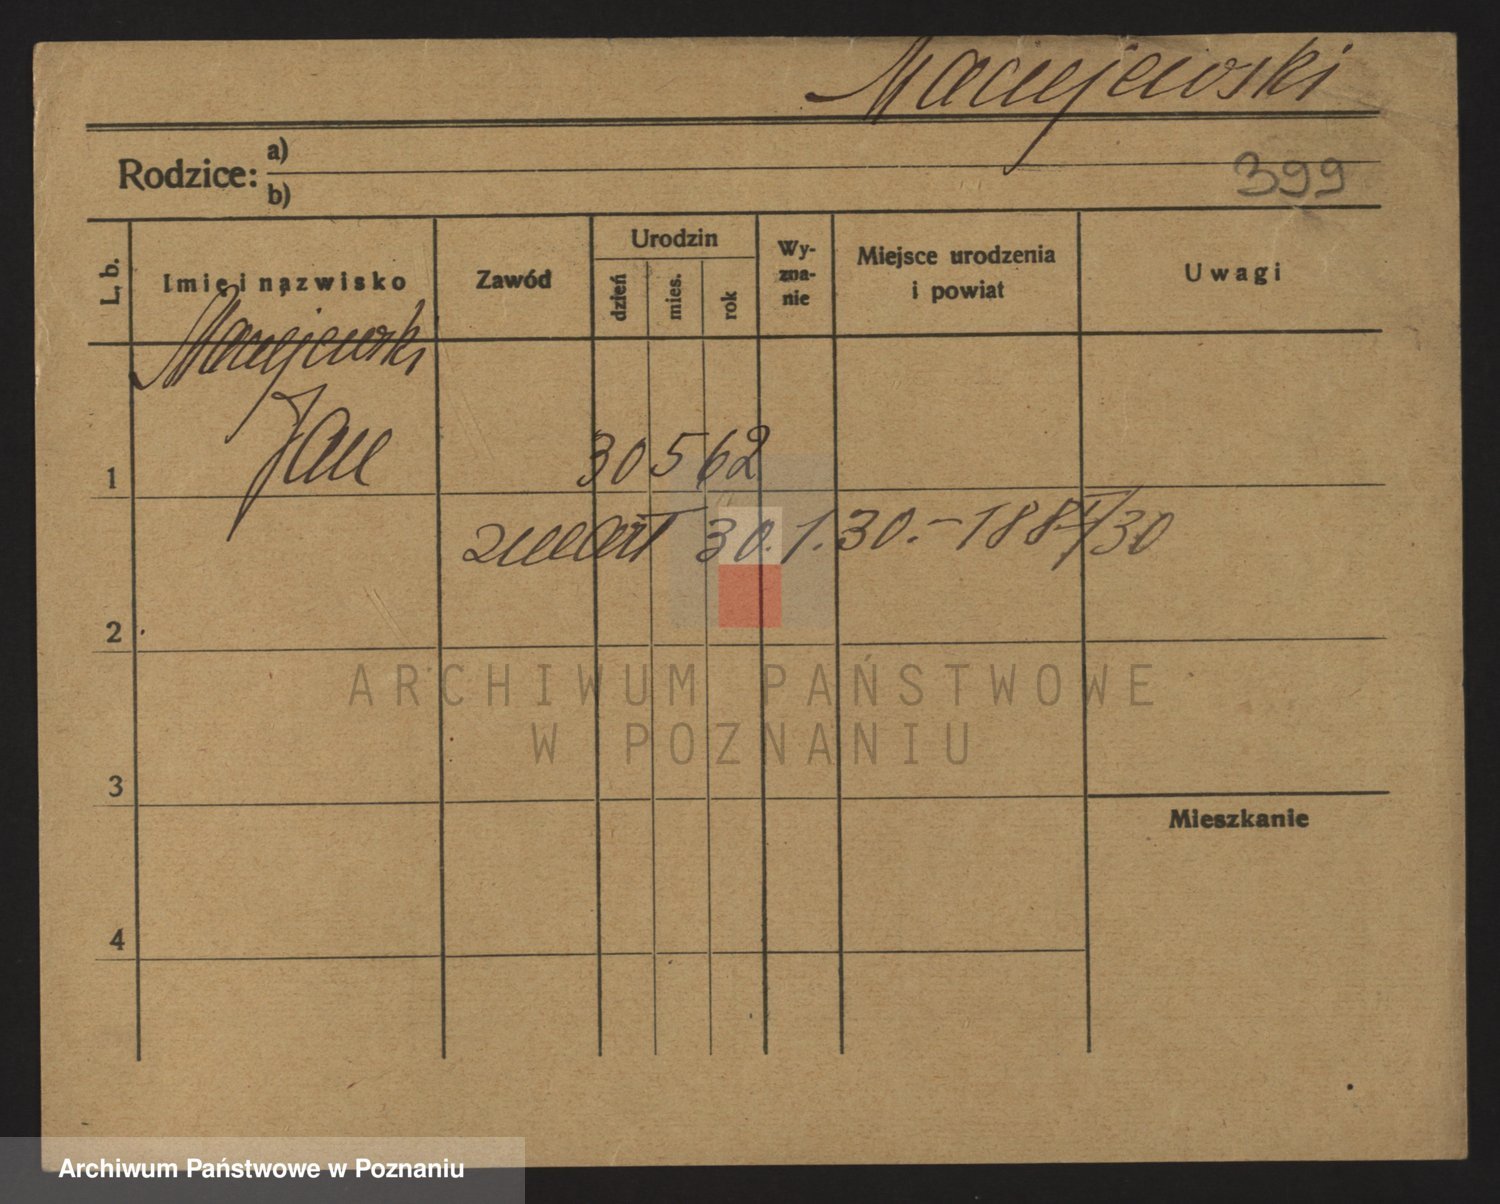 Maciejewski
Rodzice: a)
b)
399
L. b.
Imię i nazwisko
Zawód
Urodzin
dzień
mies.
rok
Wy-
zna-
nie
Miejsce urodzenia
i powiat
Uwagi
Maciejewski
Jan
1
30 5 62
zmarł 30.1.30. –
2
3
Mieszkanie
4
ARCHIWUM PAŃSTWOWE
W POZNANIU
Archiwum Państwowe w Poznaniu